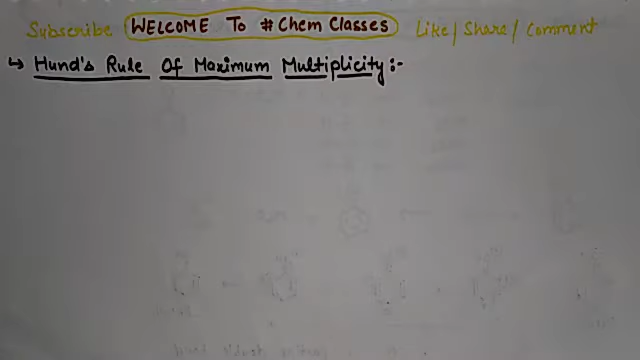 Subscribe WELCOME To #Chem Classes Like/Share/Comment
↳ Hund's Rule Of Maximum Multiplicity:-